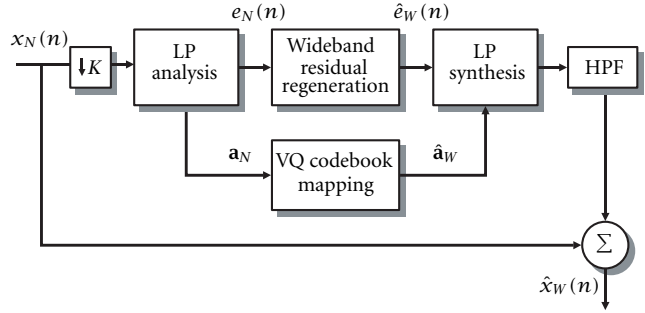 x_N(n)
↓K
LP
analysis
e_N(n)
Wideband
residual
regeneration
ê_W(n)
LP
synthesis
HPF
a_N
VQ codebook
mapping
â_W
Σ
x̂_W(n)